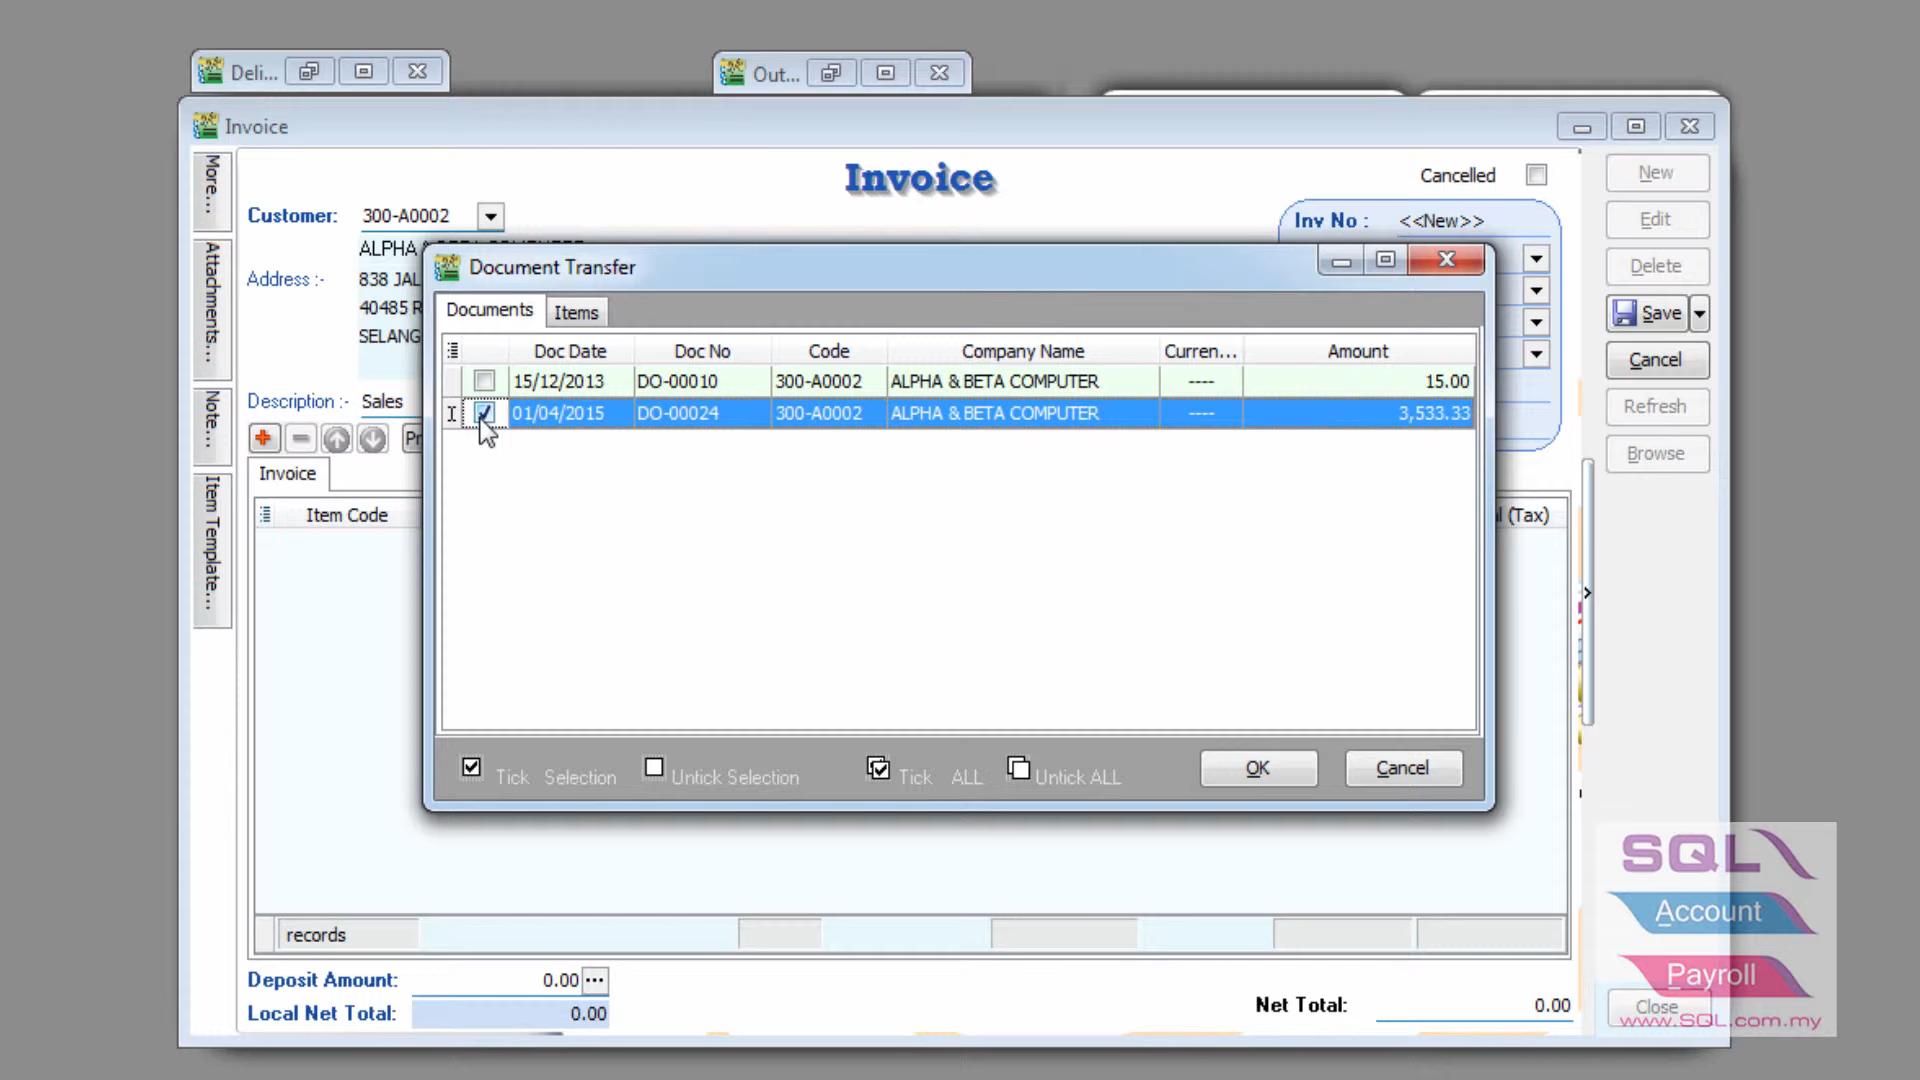 Deli...
Out...
Invoice
More...
Attachments...
Note...
Item Template...
Invoice
Cancelled
Customer: 300-A0002
Inv No : <<New>>
ALPHA &
Address :- 838 JAL
40485 R
SELANG
Description :- Sales
Invoice
Item Code
l (Tax)
records
Deposit Amount: 0.00 ...
Local Net Total: 0.00
Net Total: 0.00
New
Edit
Delete
Save
Cancel
Refresh
Browse
Close
Document Transfer
Documents Items
Doc Date Doc No Code Company Name Curren... Amount
15/12/2013 DO-00010 300-A0002 ALPHA & BETA COMPUTER ---- 15.00
01/04/2015 DO-00024 300-A0002 ALPHA & BETA COMPUTER ---- 3,533.33
Tick Selection Untick Selection Tick ALL Untick ALL
OK Cancel
SQL
Account
Payroll
www.SQL.com.my